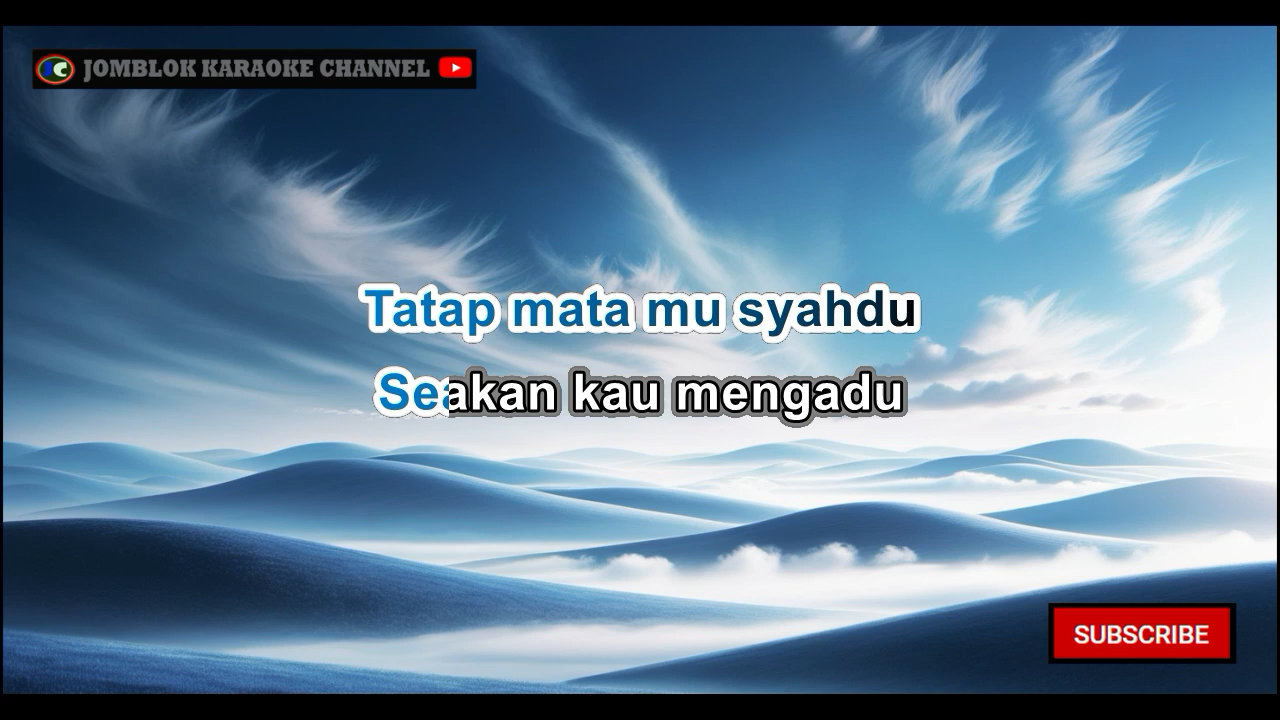 JOMBLOK KARAOKE CHANNEL
Tatap mata mu syahdu
Seakan kau mengadu
SUBSCRIBE